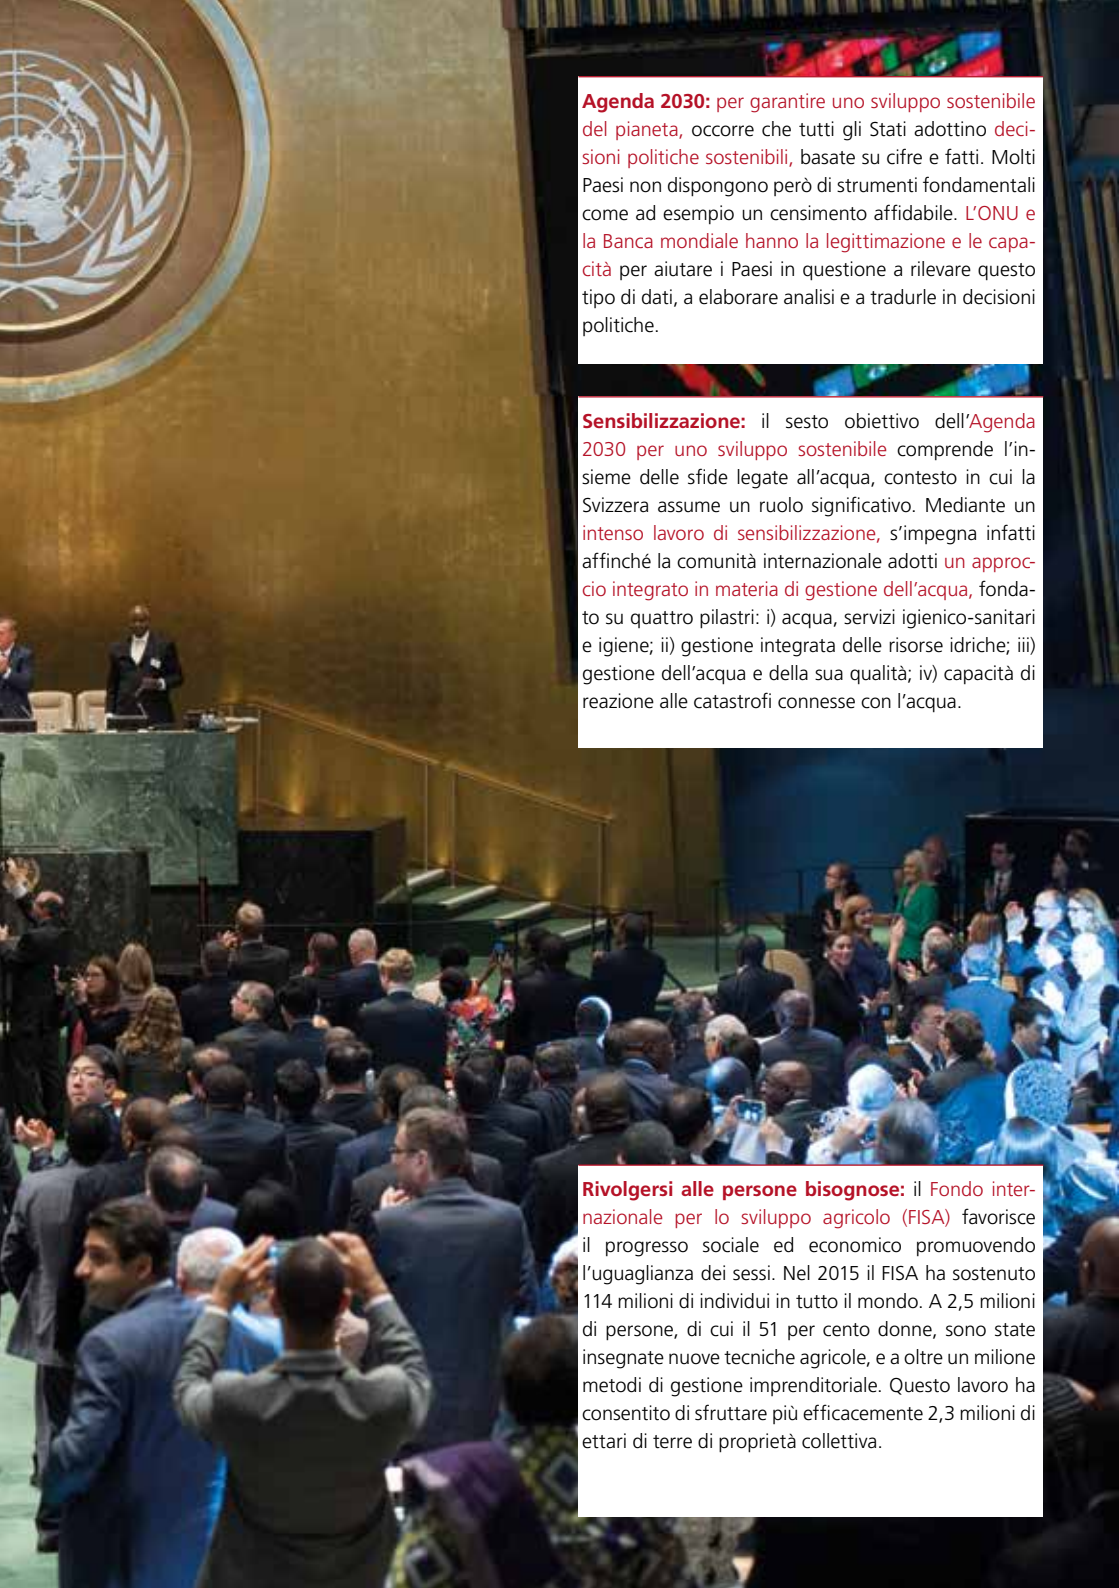 Agenda 2030: per garantire uno sviluppo sostenibile
del pianeta, occorre che tutti gli Stati adottino deci-
sioni politiche sostenibili, basate su cifre e fatti. Molti
Paesi non dispongono però di strumenti fondamentali
come ad esempio un censimento affidabile. L’ONU e
la Banca mondiale hanno la legittimazione e le capa-
cità per aiutare i Paesi in questione a rilevare questo
tipo di dati, a elaborare analisi e a tradurle in decisioni
politiche.
Sensibilizzazione: il sesto obiettivo dell’Agenda
2030 per uno sviluppo sostenibile comprende l’in-
sieme delle sfide legate all’acqua, contesto in cui la
Svizzera assume un ruolo significativo. Mediante un
intenso lavoro di sensibilizzazione, s’impegna infatti
affinché la comunità internazionale adotti un approc-
cio integrato in materia di gestione dell’acqua, fonda-
to su quattro pilastri: i) acqua, servizi igienico-sanitari
e igiene; ii) gestione integrata delle risorse idriche; iii)
gestione dell’acqua e della sua qualità; iv) capacità di
reazione alle catastrofi connesse con l’acqua.
Rivolgersi alle persone bisognose: il Fondo inter-
nazionale per lo sviluppo agricolo (FISA) favorisce
il progresso sociale ed economico promuovendo
l’uguaglianza dei sessi. Nel 2015 il FISA ha sostenuto
114 milioni di individui in tutto il mondo. A 2,5 milioni
di persone, di cui il 51 per cento donne, sono state
insegnate nuove tecniche agricole, e a oltre un milione
metodi di gestione imprenditoriale. Questo lavoro ha
consentito di sfruttare più efficacemente 2,3 milioni di
ettari di terre di proprietà collettiva.